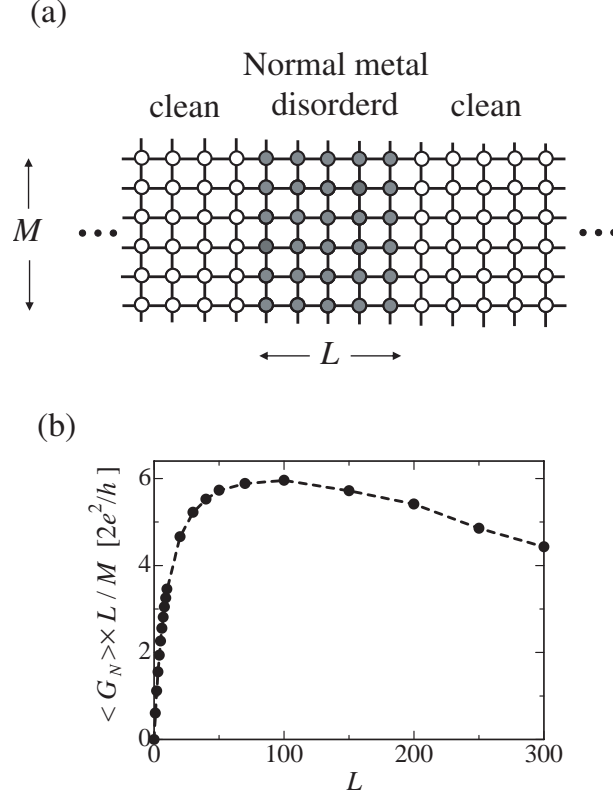 (a)
Normal metal
clean disorderd clean
M
L
(b)
< G_N > × L / M [2e²/h]
6
4
2
0
0 100 200 300
L